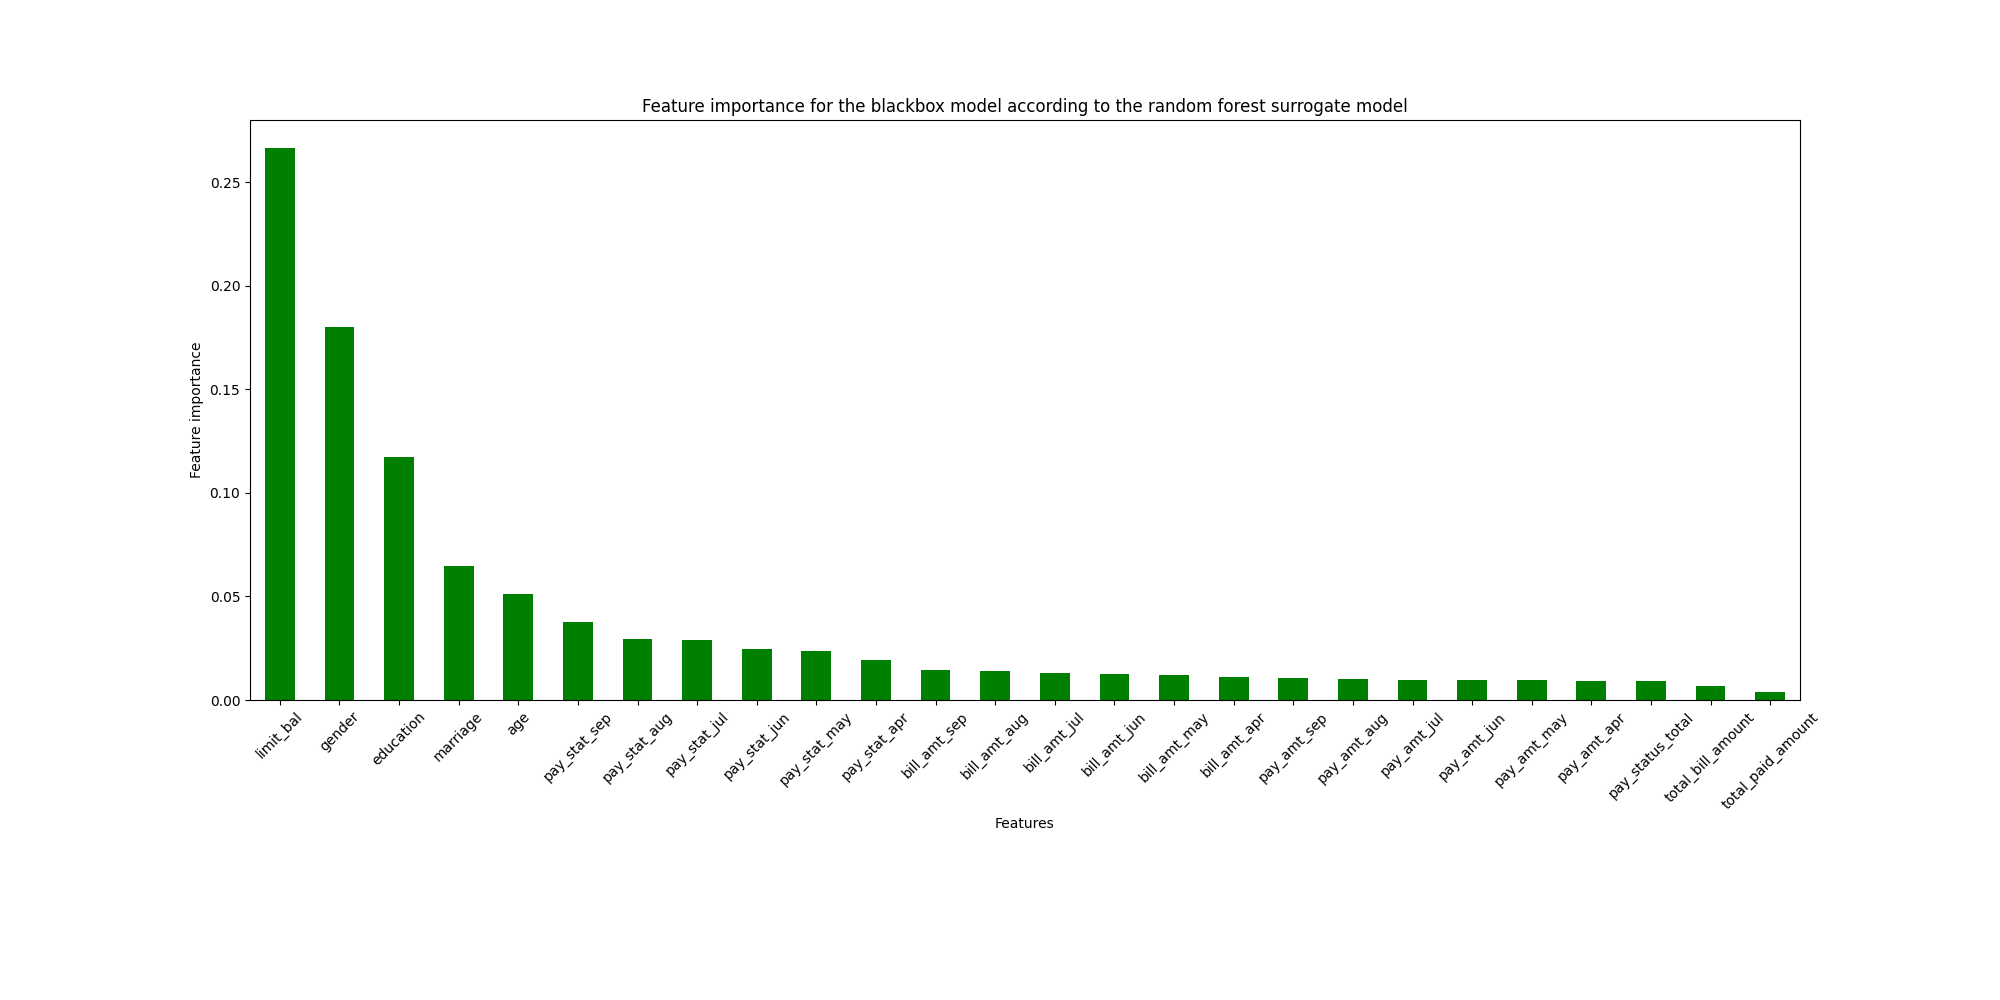 Feature importance for the blackbox model according to the random forest surrogate model
Feature importance
0.25
0.20
0.15
0.10
0.05
0.00
limit_bal
gender
education
marriage
age
pay_stat_sep
pay_stat_aug
pay_stat_jul
pay_stat_jun
pay_stat_may
pay_stat_apr
bill_amt_sep
bill_amt_aug
bill_amt_jul
bill_amt_jun
bill_amt_may
bill_amt_apr
pay_amt_sep
pay_amt_aug
pay_amt_jul
pay_amt_jun
pay_amt_may
pay_amt_apr
pay_status_total
total_bill_amount
total_paid_amount
Features